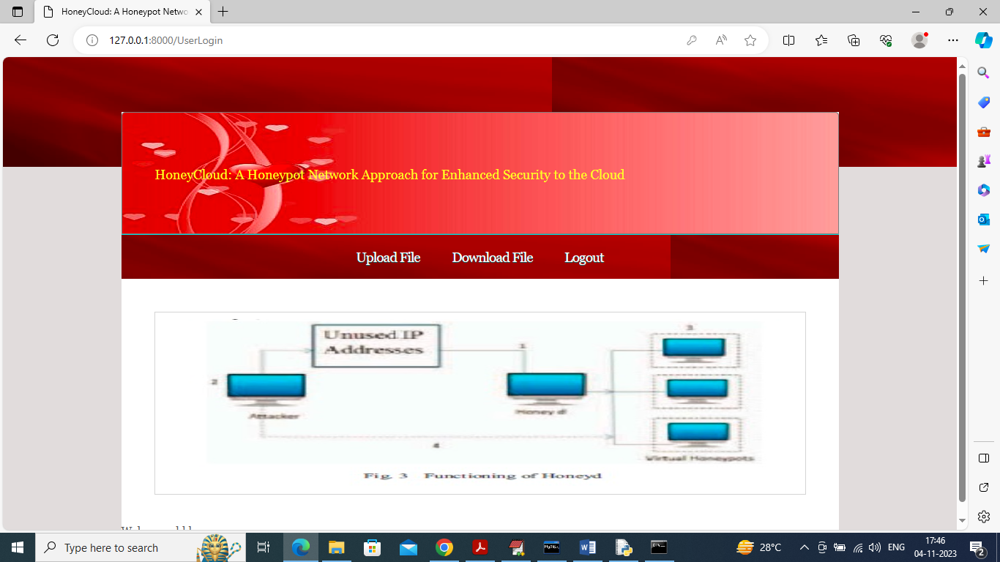 HoneyCloud: A Honeypot Netwo
127.0.0.1:8000/UserLogin
HoneyCloud: A Honeypot Network Approach for Enhanced Security to the Cloud
Upload File Download File Logout
Unused IP
Addresses
1
3
2
Attacker
Honey d
4
Virtual Honeypots
Fig. 3 Functioning of Honeyd
Type here to search
28°C
ENG
17:46
04-11-2023
2